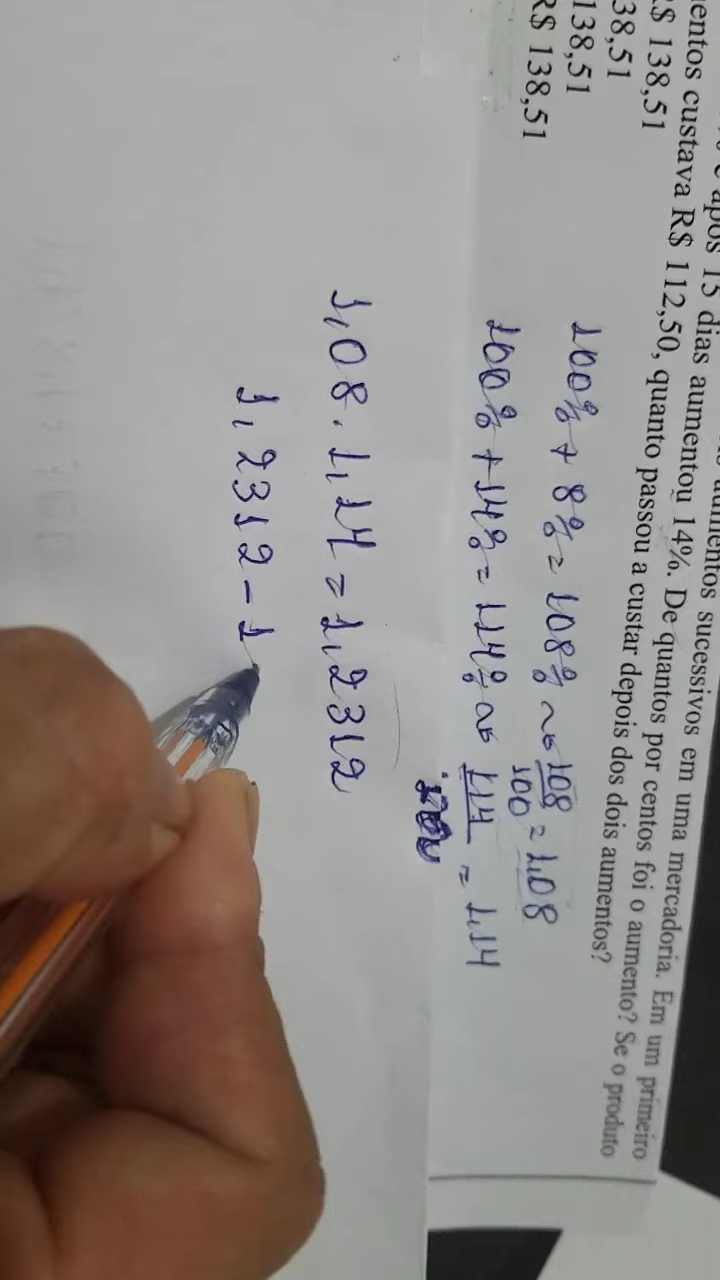 aumentos sucessivos em uma mercadoria. Em um primeiro
após 15 dias aumentou 14%. De quantos por centos foi o aumento? Se o produto
entos custava R$ 112,50, quanto passou a custar depois dos dois aumentos?
$ 138,51
38,51
138,51
R$ 138,51
100% + 8% = 108% ~ 108/100 = 1,08
100% + 14% = 114% ~ 114 = 1,14
1,08 . 1,14 = 1,2312
1,2312 - 1